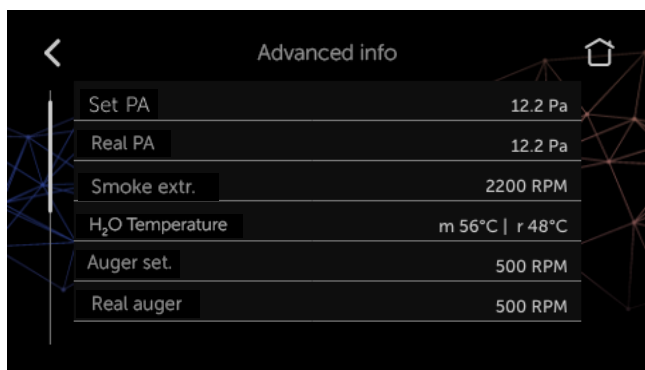 Advanced info
Set PA 12.2 Pa
Real PA 12.2 Pa
Smoke extr. 2200 RPM
H₂O Temperature m 56°C | r 48°C
Auger set. 500 RPM
Real auger 500 RPM